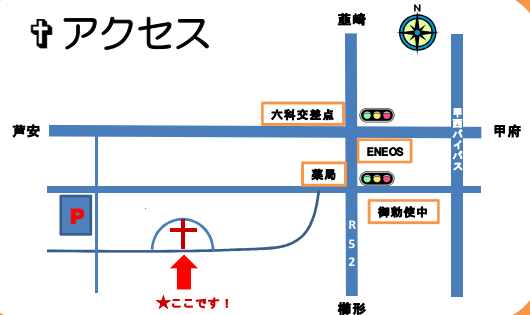 ✞アクセス
韮崎
N
六科交差点
芦安
甲府
甲西バイパス
ENEOS
薬局
P
御勅使中
R52
★ここです！
櫛形